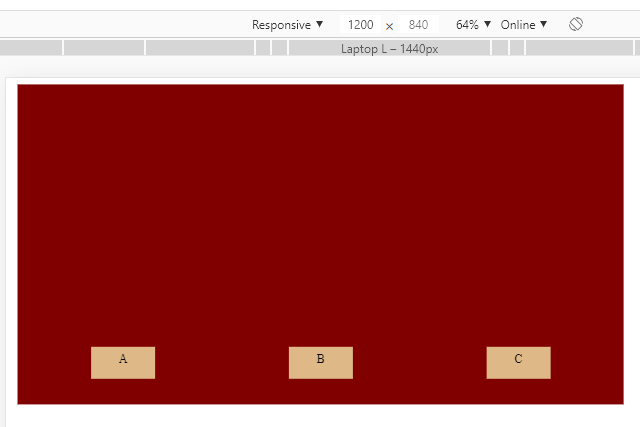 Responsive ▼ 1200 × 840 64% ▼ Online ▼
Laptop L – 1440px
A B C